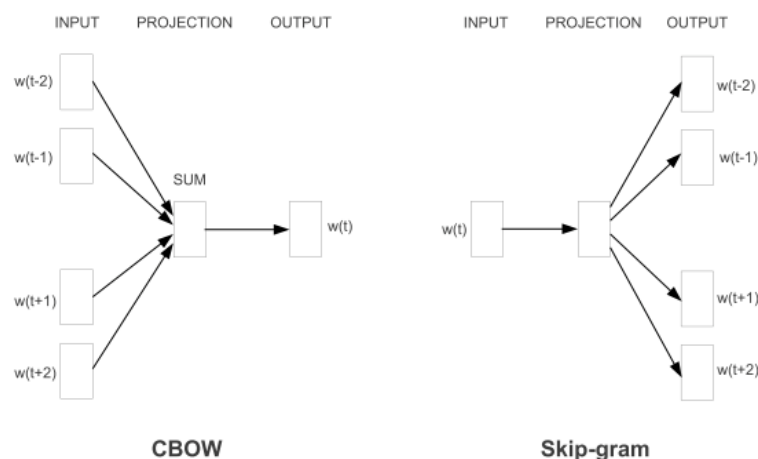 INPUT PROJECTION OUTPUT
w(t-2)
w(t-1)
SUM
w(t)
w(t+1)
w(t+2)
CBOW
INPUT PROJECTION OUTPUT
w(t-2)
w(t-1)
w(t)
w(t+1)
w(t+2)
Skip-gram